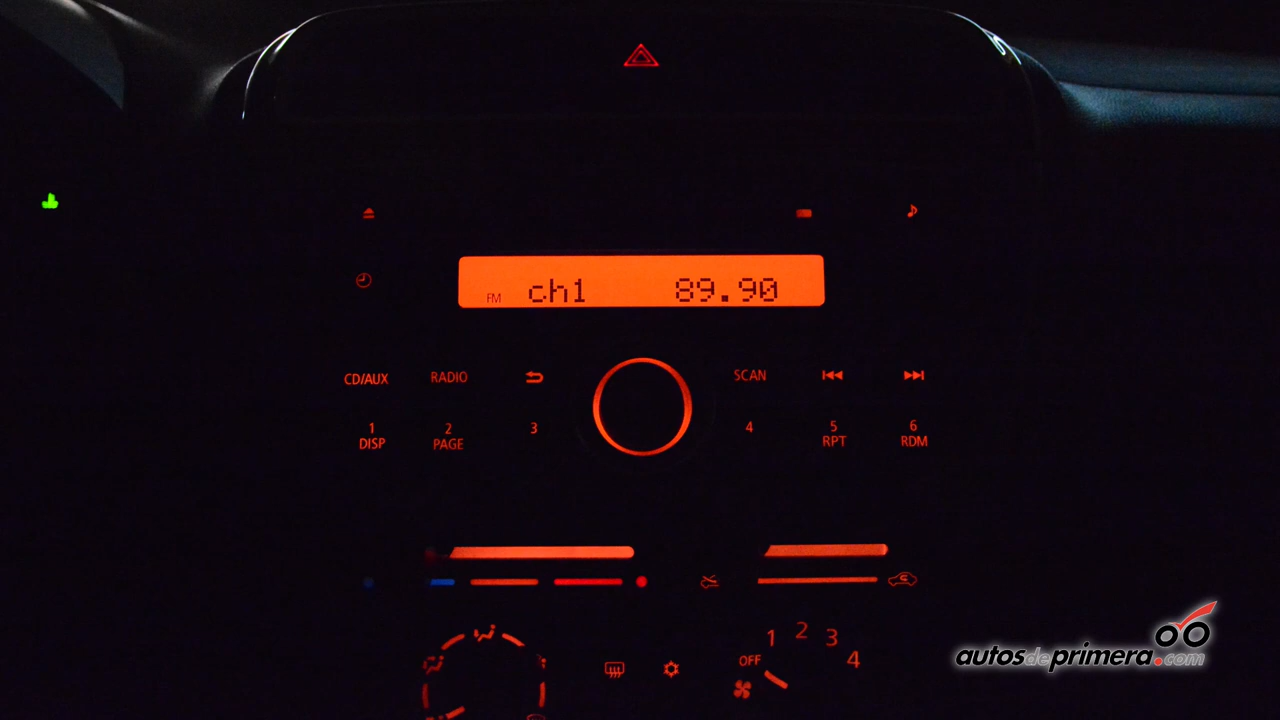 FM ch1 89.90
CD/AUX RADIO SCAN
1 2 3 4 5 6
DISP PAGE RPT RDM
1 2 3 4
OFF
autosdeprimera.com